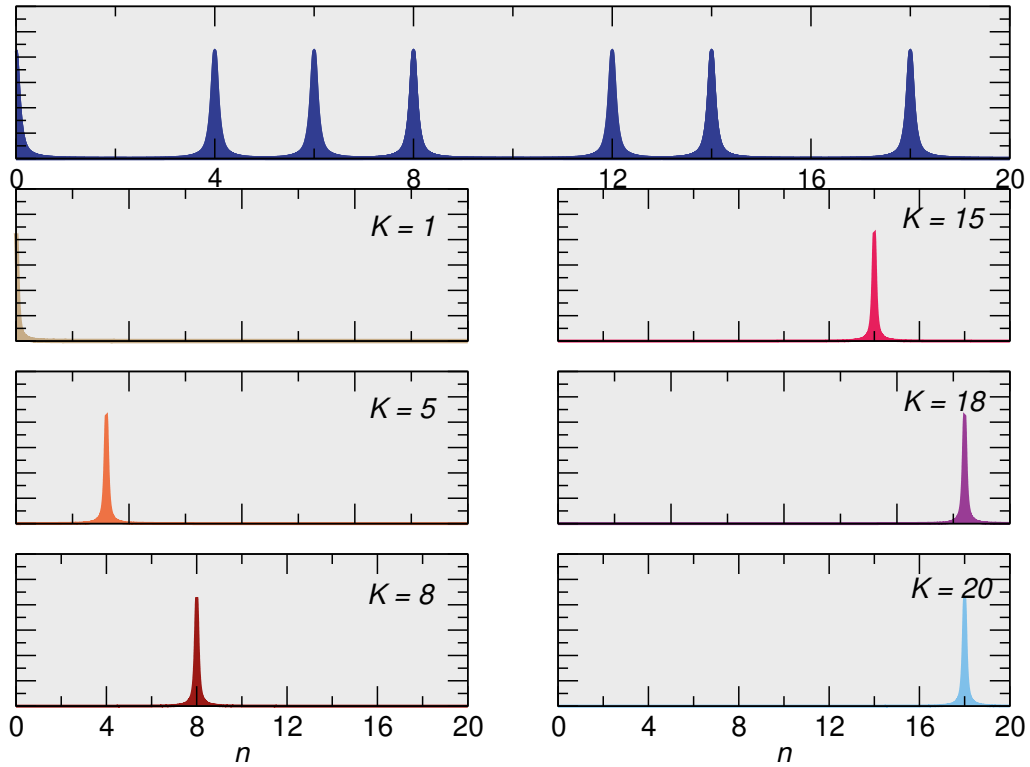 0 4 8 12 16 20
K = 1
K = 15
K = 5
K = 18
K = 8
K = 20
0 4 8 12 16 20
0 4 8 12 16 20
n
n